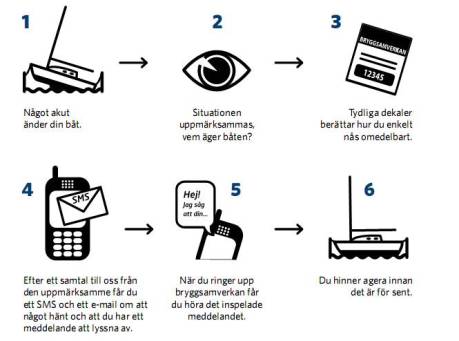 1
Något akut
änder din båt.
2
Situationen
uppmärksammas,
vem äger båten?
3
BRYGGSAMVERKAN
12345
Tydliga dekaler
berättar hur du enkelt
nås omedelbart.
4
SMS
Efter ett samtal till oss från
den uppmärksamme får du
ett SMS och ett e-mail om att
något hänt och att du har ett
meddelande att lyssna av.
5
Hej!
Jag såg
att din...
När du ringer upp
bryggsamverkan får du
du höra det inspelade
meddelandet.
6
Du hinner agera innan
det är för sent.